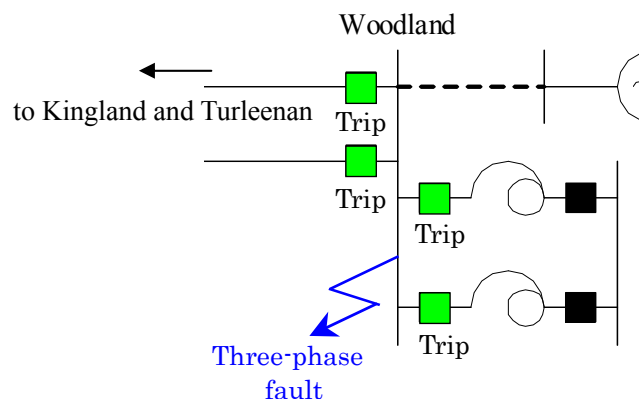 Woodland
to Kingland and Turleenan
Trip
Trip
Trip
Trip
Three-phase
fault